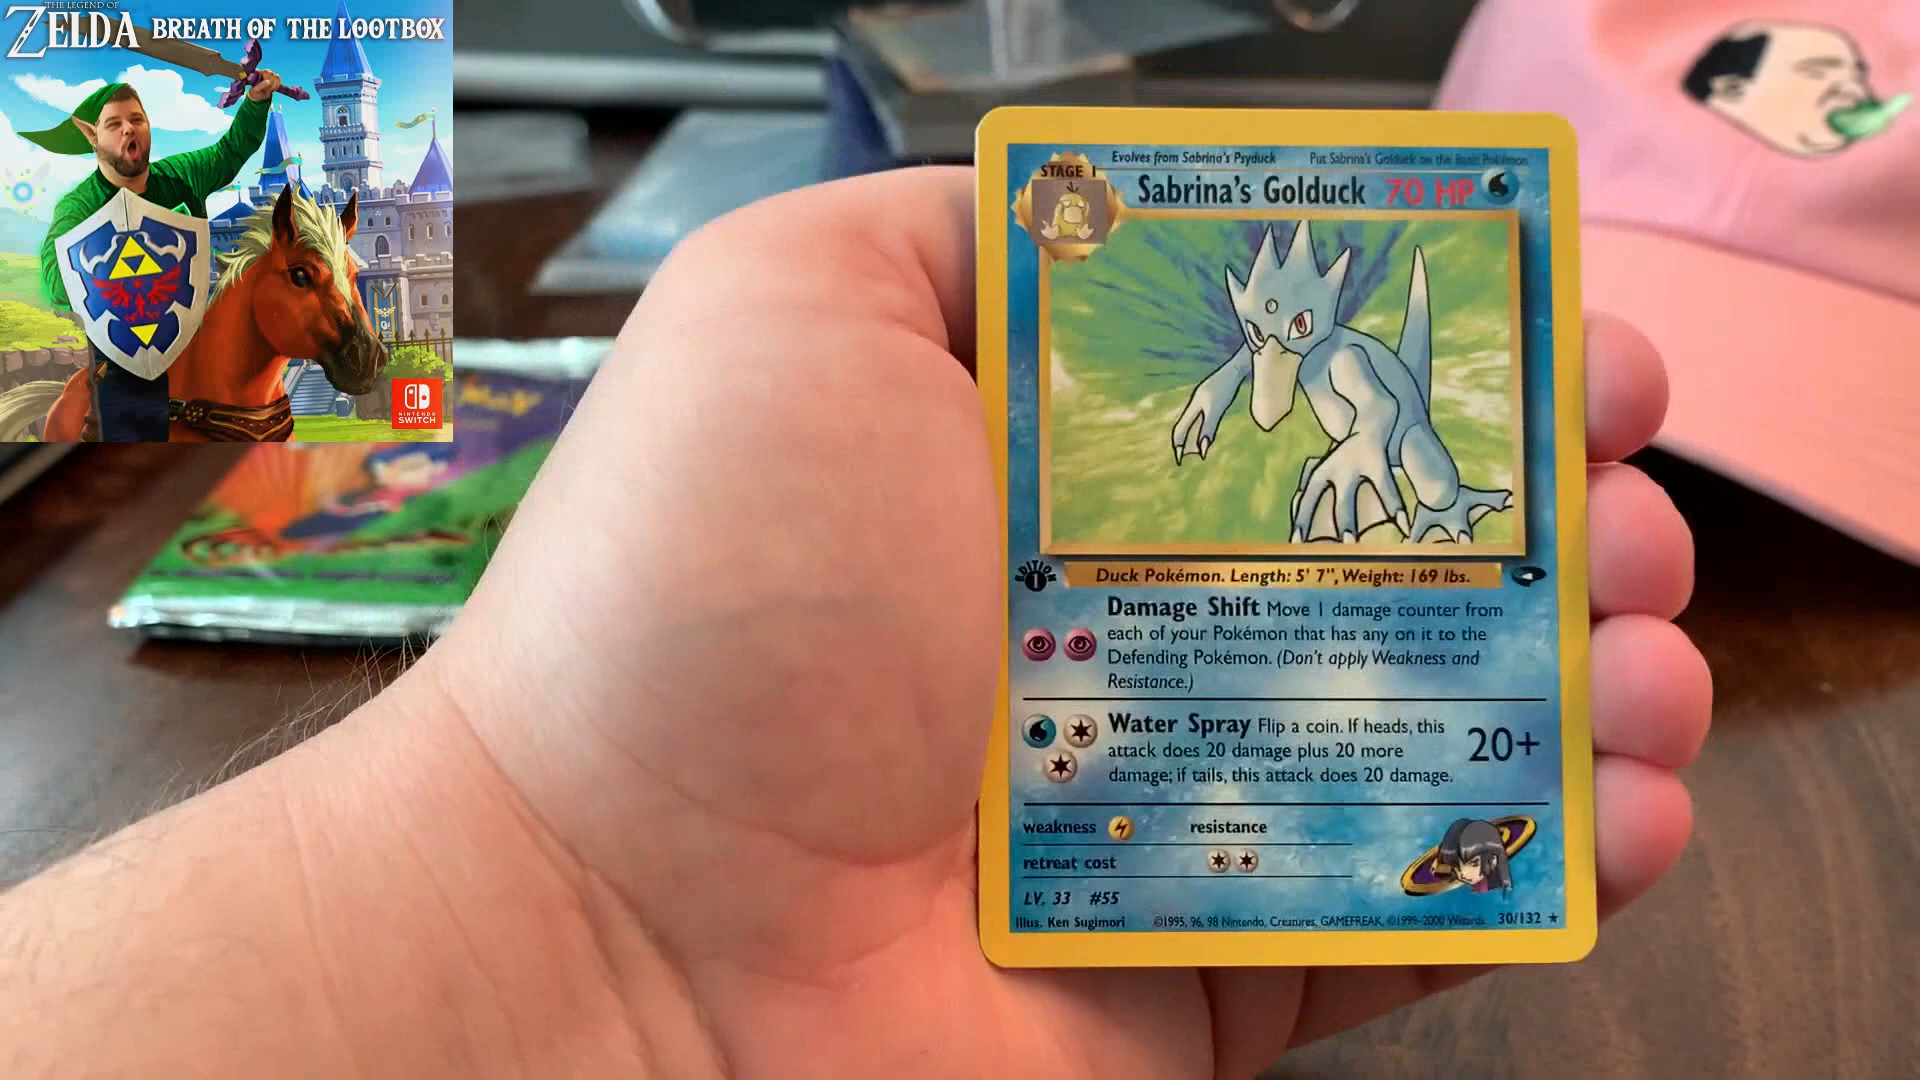 THE LEGEND OF
ZELDA BREATH OF THE LOOTBOX
NINTENDO
SWITCH
Evolves from Sabrina's Psyduck Put Sabrina's Golduck on the Basic Pokémon
STAGE 1
Sabrina's Golduck 70 HP
EDITION
1
Duck Pokémon. Length: 5' 7", Weight: 169 lbs.
Damage Shift Move 1 damage counter from
each of your Pokémon that has any on it to the
Defending Pokémon. (Don't apply Weakness and
Resistance.)
Water Spray Flip a coin. If heads, this
attack does 20 damage plus 20 more
damage; if tails, this attack does 20 damage.
20+
weakness resistance
retreat cost
LV. 33 #55
Illus. Ken Sugimori ©1995, 96, 98 Nintendo, Creatures, GAMEFREAK, ©1999-2000 Wizards. 30/132 ★